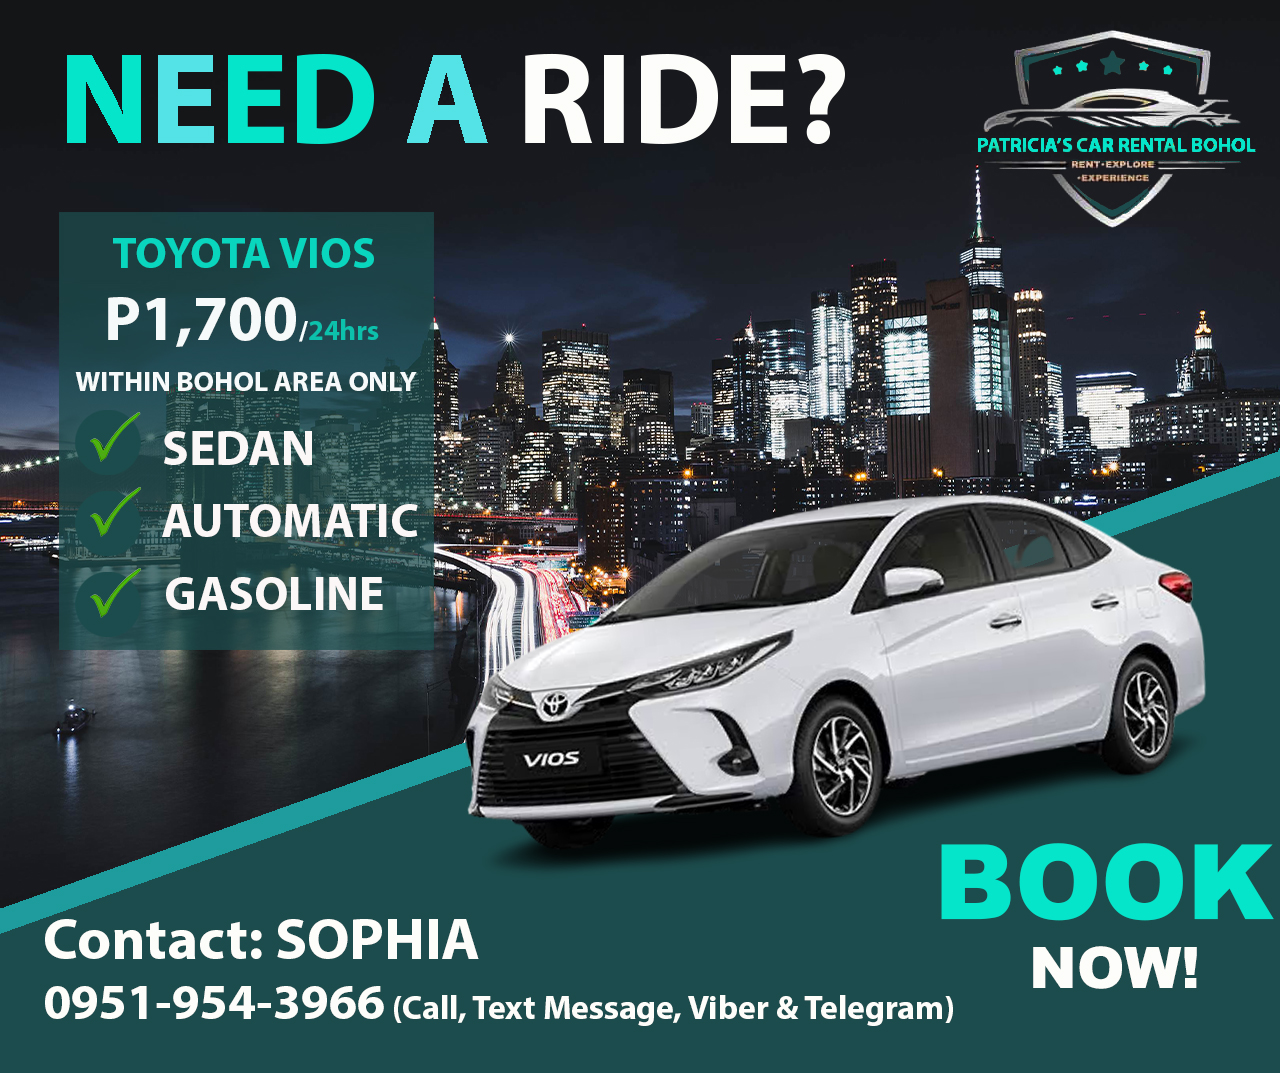 NEED A RIDE?
PATRICIA'S CAR RENTAL BOHOL
RENT•EXPLORE
•EXPERIENCE
TOYOTA VIOS
P1,700/24hrs
WITHIN BOHOL AREA ONLY
SEDAN
AUTOMATIC
GASOLINE
verizon
VIOS
BOOK
NOW!
Contact: SOPHIA
0951-954-3966 (Call, Text Message, Viber & Telegram)